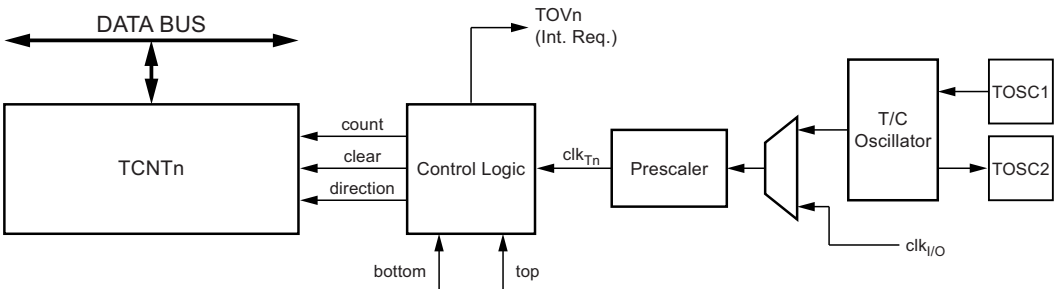 DATA BUS
TOVn
(Int. Req.)
TCNTn
count
clear
direction
Control Logic
clkTn
Prescaler
T/C
Oscillator
TOSC1
TOSC2
clkI/O
bottom
top